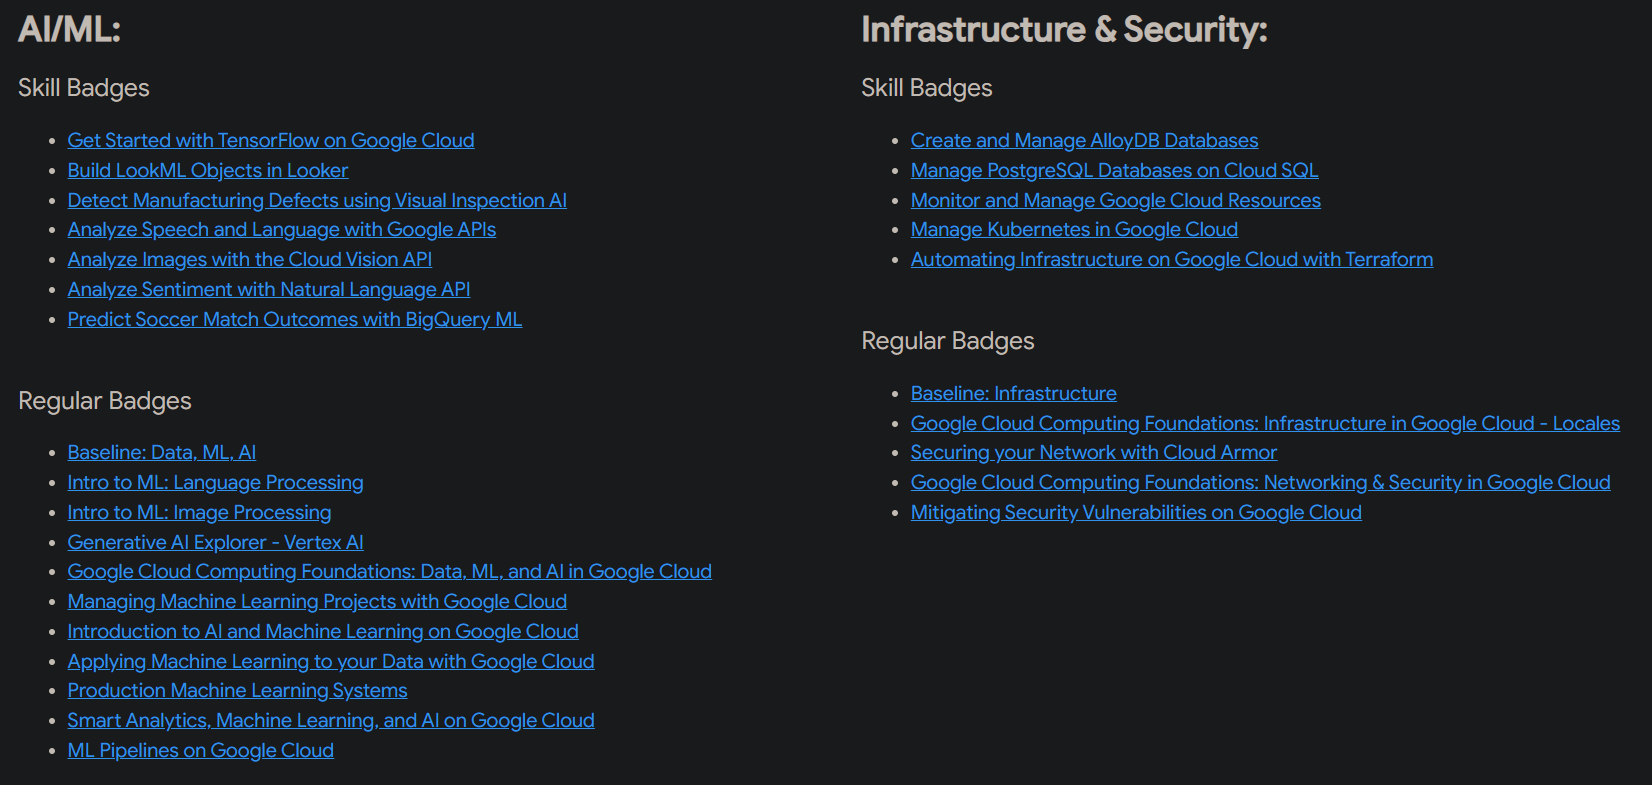 AI/ML:
Skill Badges
Get Started with TensorFlow on Google Cloud
Build LookML Objects in Looker
Detect Manufacturing Defects using Visual Inspection AI
Analyze Speech and Language with Google APIs
Analyze Images with the Cloud Vision API
Analyze Sentiment with Natural Language API
Predict Soccer Match Outcomes with BigQuery ML
Regular Badges
Baseline: Data, ML, AI
Intro to ML: Language Processing
Intro to ML: Image Processing
Generative AI Explorer - Vertex AI
Google Cloud Computing Foundations: Data, ML, and AI in Google Cloud
Managing Machine Learning Projects with Google Cloud
Introduction to AI and Machine Learning on Google Cloud
Applying Machine Learning to your Data with Google Cloud
Production Machine Learning Systems
Smart Analytics, Machine Learning, and AI on Google Cloud
ML Pipelines on Google Cloud
Infrastructure & Security:
Skill Badges
Create and Manage AlloyDB Databases
Manage PostgreSQL Databases on Cloud SQL
Monitor and Manage Google Cloud Resources
Manage Kubernetes in Google Cloud
Automating Infrastructure on Google Cloud with Terraform
Regular Badges
Baseline: Infrastructure
Google Cloud Computing Foundations: Infrastructure in Google Cloud - Locales
Securing your Network with Cloud Armor
Google Cloud Computing Foundations: Networking & Security in Google Cloud
Mitigating Security Vulnerabilities on Google Cloud